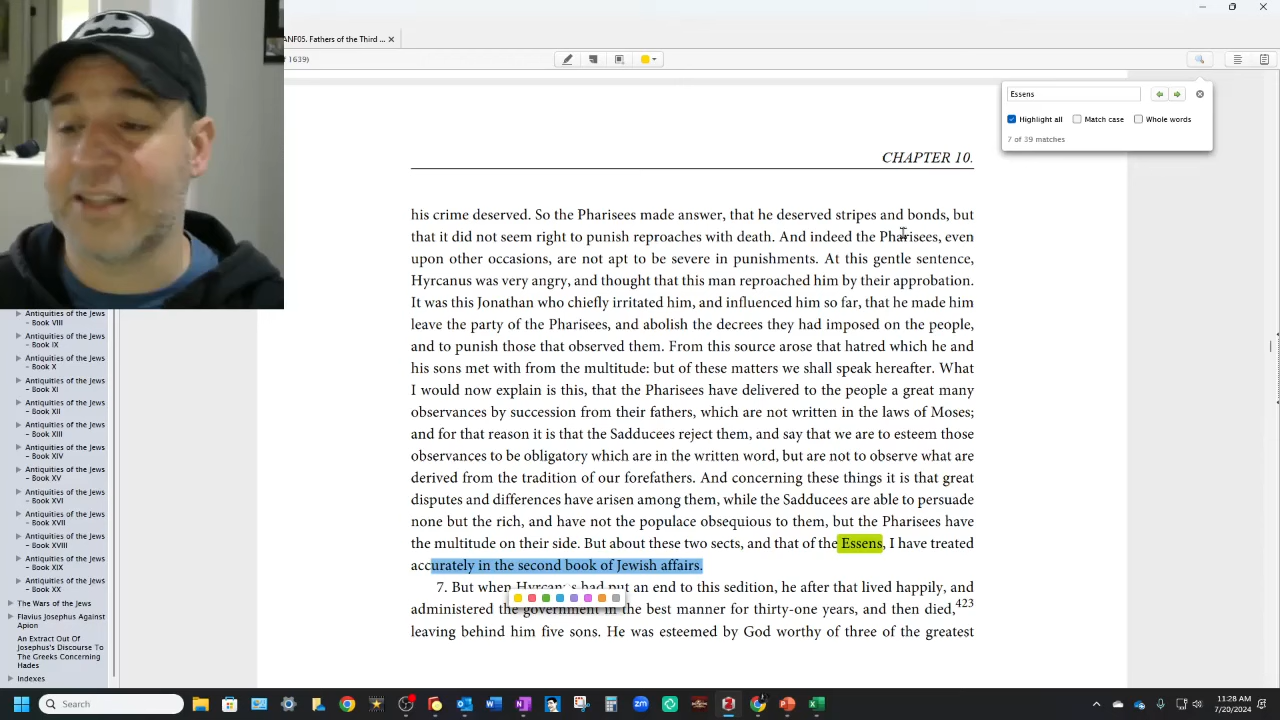 ANF05. Fathers of the Third ...
1639)
Essens
Highlight all
Match case
Whole words
7 of 39 matches
CHAPTER 10.
his crime deserved. So the Pharisees made answer, that he deserved stripes and bonds, but
that it did not seem right to punish reproaches with death. And indeed the Pharisees, even
upon other occasions, are not apt to be severe in punishments. At this gentle sentence,
Hyrcanus was very angry, and thought that this man reproached him by their approbation.
It was this Jonathan who chiefly irritated him, and influenced him so far, that he made him
leave the party of the Pharisees, and abolish the decrees they had imposed on the people,
and to punish those that observed them. From this source arose that hatred which he and
his sons met with from the multitude: but of these matters we shall speak hereafter. What
I would now explain is this, that the Pharisees have delivered to the people a great many
observances by succession from their fathers, which are not written in the laws of Moses;
and for that reason it is that the Sadducees reject them, and say that we are to esteem those
observances to be obligatory which are in the written word, but are not to observe what are
derived from the tradition of our forefathers. And concerning these things it is that great
disputes and differences have arisen among them, while the Sadducees are able to persuade
none but the rich, and have not the populace obsequious to them, but the Pharisees have
the multitude on their side. But about these two sects, and that of the Essens, I have treated
accurately in the second book of Jewish affairs.
7. But when Hyrcanus had put an end to this sedition, he after that lived happily, and
administered the government in the best manner for thirty-one years, and then died,423
leaving behind him five sons. He was esteemed by God worthy of three of the greatest
Antiquities of the Jews
– Book VIII
Antiquities of the Jews
– Book IX
Antiquities of the Jews
– Book X
Antiquities of the Jews
– Book XI
Antiquities of the Jews
– Book XII
Antiquities of the Jews
– Book XIII
Antiquities of the Jews
– Book XIV
Antiquities of the Jews
– Book XV
Antiquities of the Jews
– Book XVI
Antiquities of the Jews
– Book XVII
Antiquities of the Jews
– Book XVIII
Antiquities of the Jews
– Book XIX
Antiquities of the Jews
– Book XX
The Wars of the Jews
Flavius Josephus Against
Apion
An Extract Out Of
Josephus's Discourse To
The Greeks Concerning
Hades
Indexes
Search
11:28 AM
7/20/2024